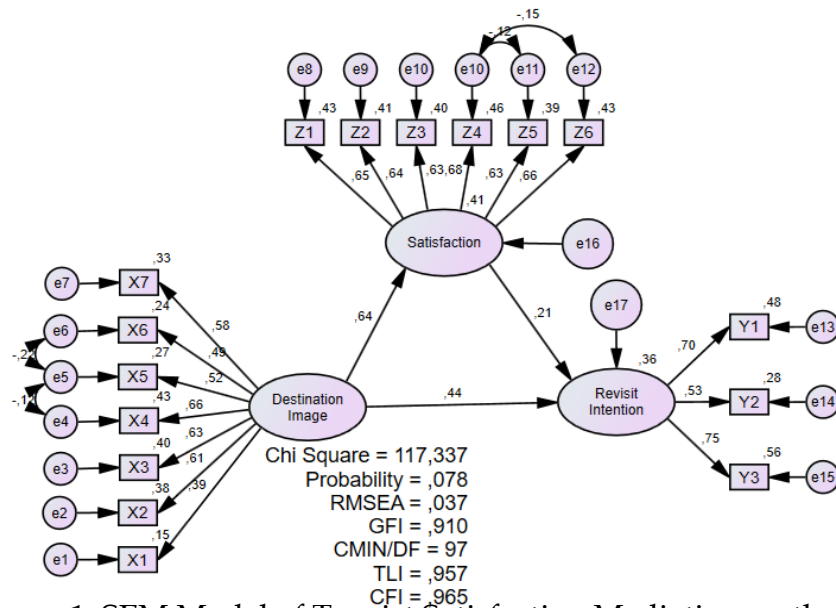 -,15
-,12
e8 e9 e10 e10 e11 e12
,43 ,41 ,40 ,46 ,39 ,43
Z1 Z2 Z3 Z4 Z5 Z6
,65 ,64 ,63 ,68 ,63 ,66
,41
Satisfaction
e16
,64
,21
e17
,33
e7 X7
,24
e6 X6
,58
-,22
,27
,49
e5 X5
,52
,43
e4 X4
,66
,40
e3 X3
,63
,61
,38
e2 X2
,39
,15
e1 X1
Destination
Image
,44
,36
Revisit
Intention
,48
,70
Y1 e13
,53
,28
Y2 e14
,75
,56
Y3 e15
Chi Square = 117,337
Probability = ,078
RMSEA = ,037
GFI = ,910
CMIN/DF = 97
TLI = ,957
CFI = ,965